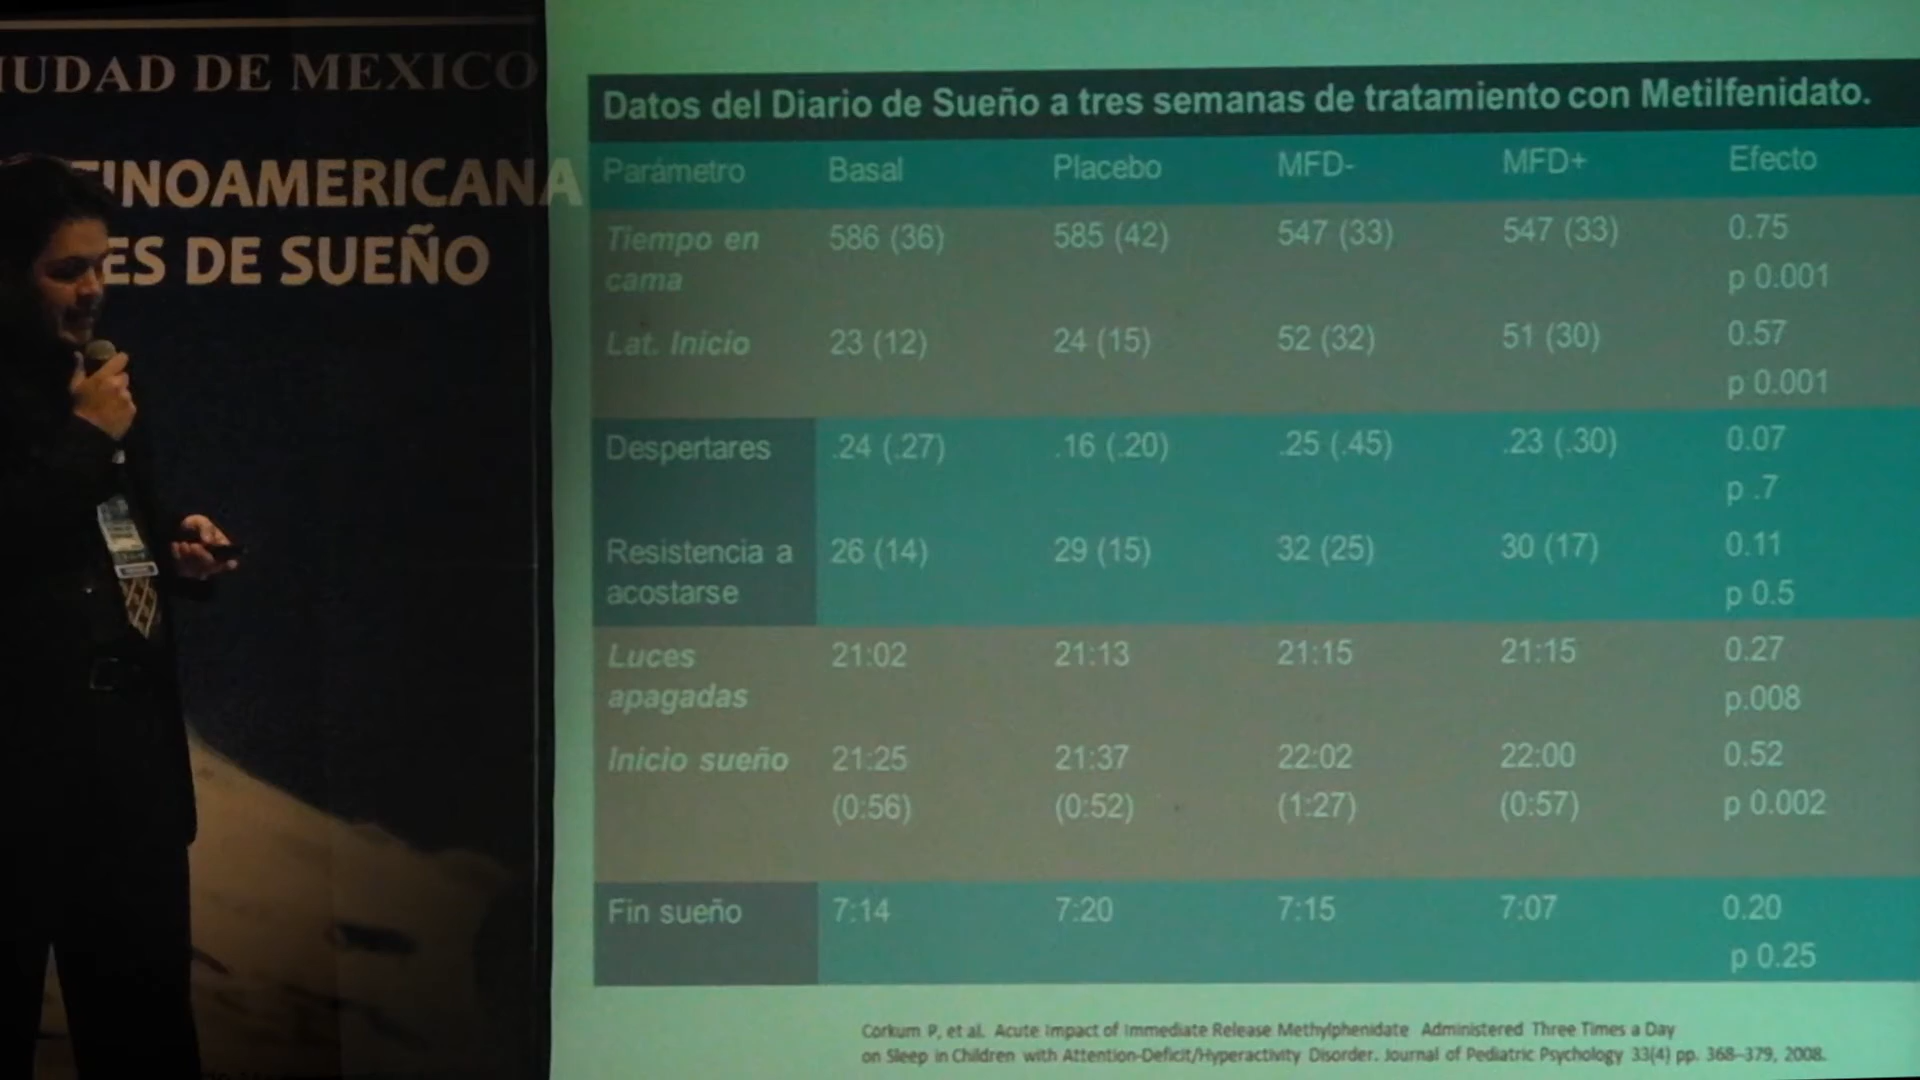 IUDAD DE MEXICO
INOAMERICANA
ES DE SUEÑO
Datos del Diario de Sueño a tres semanas de tratamiento con Metilfenidato.
Parámetro Basal Placebo MFD- MFD+ Efecto
Tiempo en 586 (36) 585 (42) 547 (33) 547 (33) 0.75
cama p 0.001
Lat. Inicio 23 (12) 24 (15) 52 (32) 51 (30) 0.57
p 0.001
Despertares .24 (.27) .16 (.20) .25 (.45) .23 (.30) 0.07
p .7
Resistencia a 26 (14) 29 (15) 32 (25) 30 (17) 0.11
acostarse p 0.5
Luces 21:02 21:13 21:15 21:15 0.27
apagadas p.008
Inicio sueño 21:25 21:37 22:02 22:00 0.52
(0:56) (0:52) (1:27) (0:57) p 0.002
Fin sueño 7:14 7:20 7:15 7:07 0.20
p 0.25
Corkum P, et al. Acute Impact of Immediate Release Methylphenidate Administered Three Times a Day
on Sleep in Children with Attention-Deficit/Hyperactivity Disorder. Journal of Pediatric Psychology 33(4) pp. 368–379, 2008.